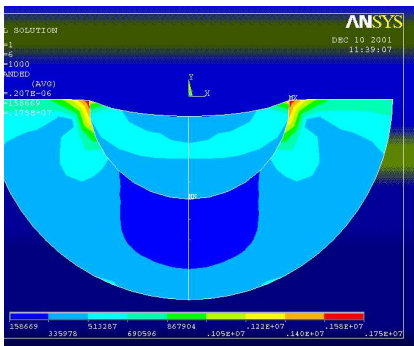 ANSYS
L SOLUTION
DEC 10 2001
=1
11:39:07
=6
=1000
ANDED
(AVG)
=.207E-06
=158669
=.175E+07
Y
X
MX
MN
158669 513287 867904 .122E+07 .158E+07
335978 690596 .105E+07 .140E+07 .175E+07